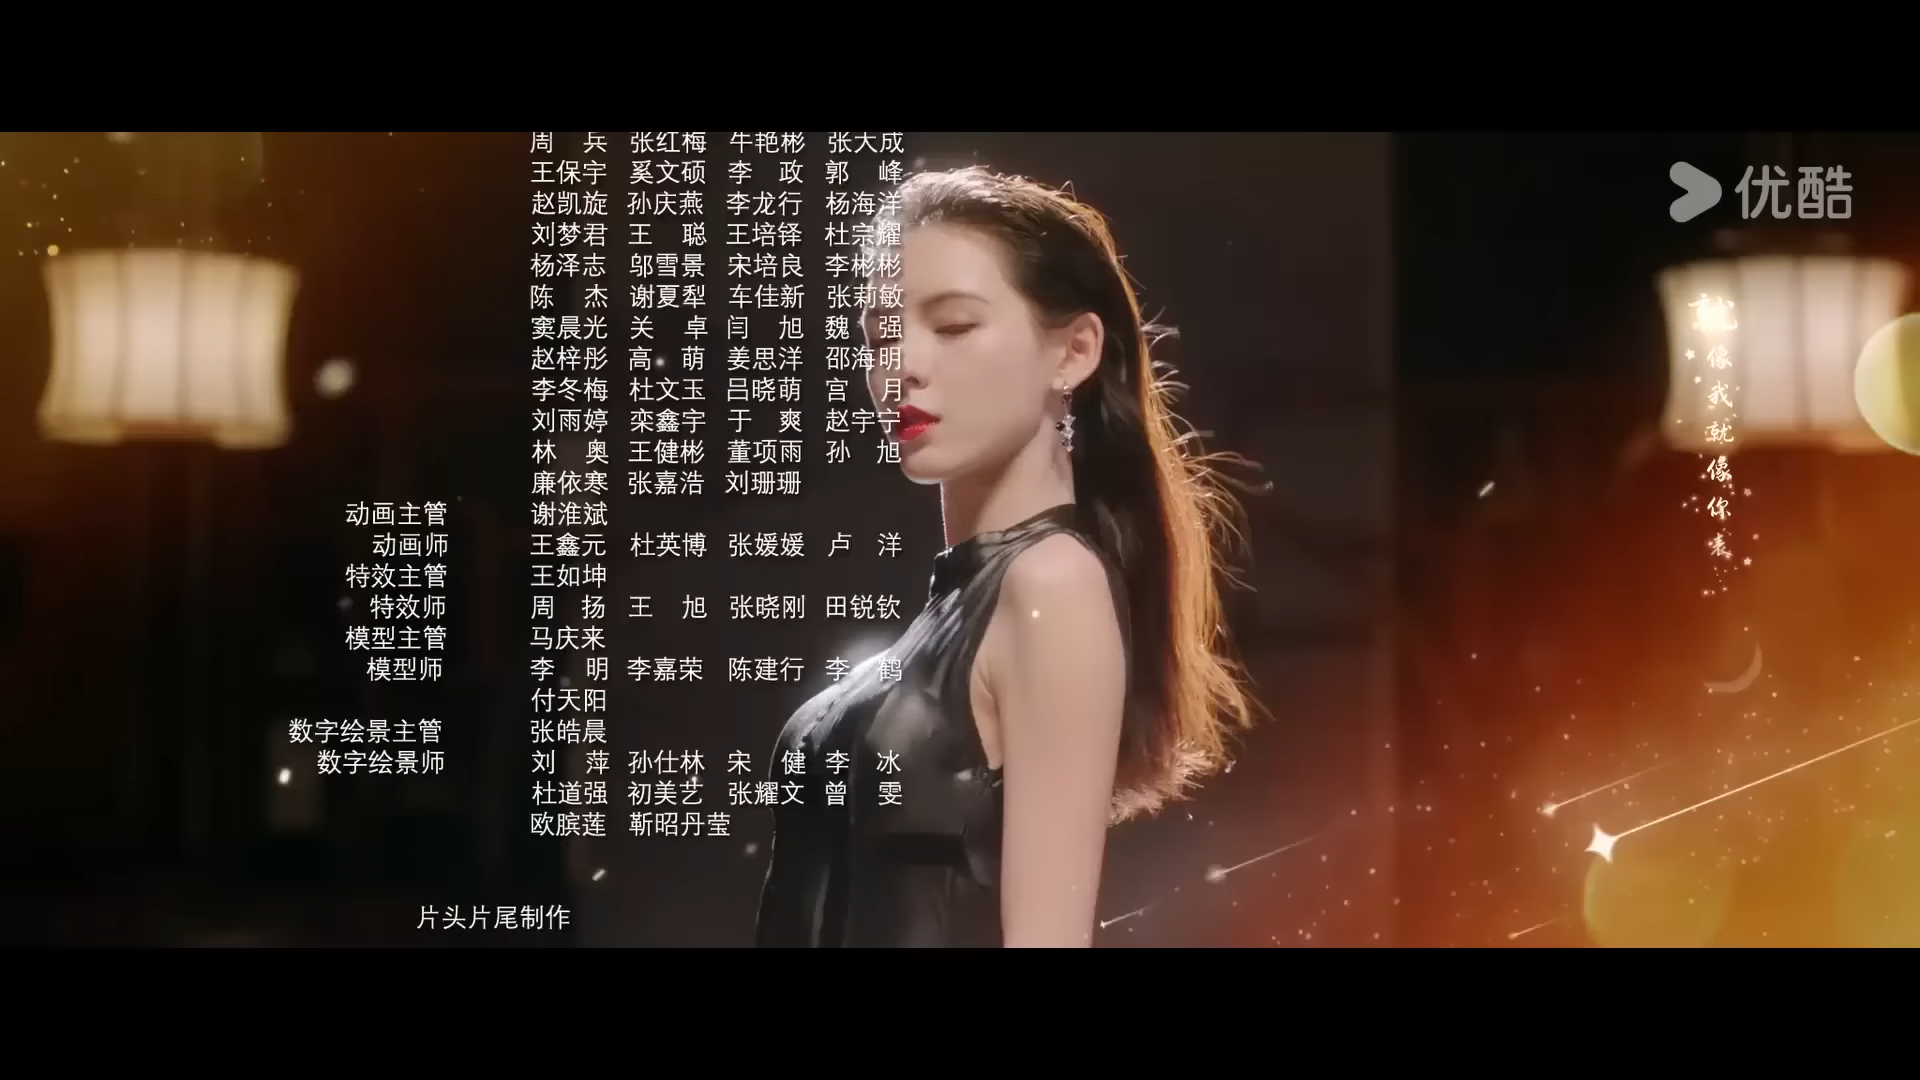 周　兵 张红梅 牛艳彬 张大成
王保宇 奚文硕 李　政 郭　峰
赵凯旋 孙庆燕 李龙行 杨海洋
刘梦君 王　聪 王培铎 杜宗耀
杨泽志 邬雪景 宋培良 李彬彬
陈　杰 谢夏犁 车佳新 张莉敏
窦晨光 关　卓 闫　旭 魏　强
赵梓彤 高　萌 姜思洋 邵海明
李冬梅 杜文玉 吕晓萌 宫　月
刘雨婷 栾鑫宇 于　爽 赵宇宁
林　奥 王健彬 董项雨 孙　旭
廉依寒 张嘉浩 刘珊珊
动画主管 谢淮斌
动画师 王鑫元 杜英博 张媛媛 卢　洋
特效主管 王如坤
特效师 周　扬 王　旭 张晓刚 田锐钦
模型主管 马庆来
模型师 李　明 李嘉荣 陈建行 李　鹤
付天阳
数字绘景主管 张皓晨
数字绘景师 刘　萍 孙仕林 宋　健 李　冰
杜道强 初美艺 张耀文 曾　雯
欧膑莲 靳昭丹莹
片头片尾制作
优酷
就像我就像你